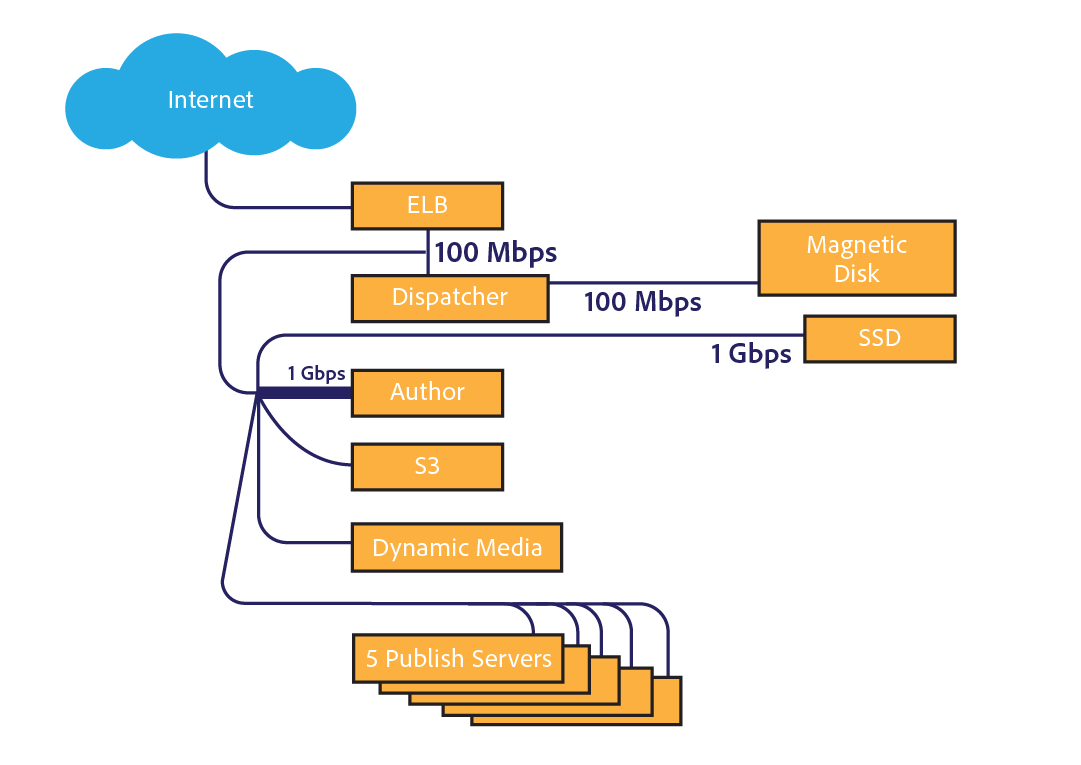 Internet
ELB
100 Mbps
Magnetic
Disk
Dispatcher
100 Mbps
SSD
1 Gbps
1 Gbps
Author
S3
Dynamic Media
5 Publish Servers